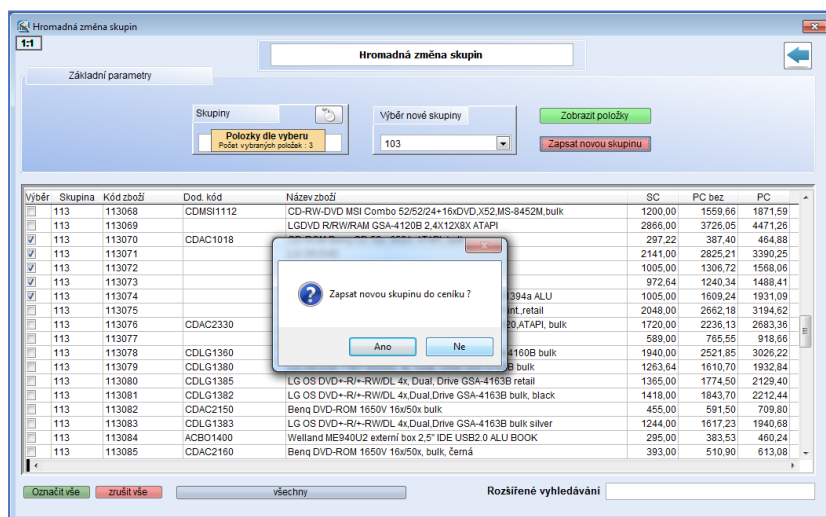 Hromadná změna skupin
1:1
Hromadná změna skupin
Základní parametry
Skupiny
Polozky dle vyberu
Počet vybraných položek : 3
Výběr nové skupiny
103
Zobrazit položky
Zapsat novou skupinu
Výběr Skupina Kód zboží Dod. kód Název zboží SC PC bez PC
113 113068 CDMSI1112 CD-RW-DVD MSI Combo 52/52/24+16xDVD,X52,MS-8452M,bulk 1200,00 1559,66 1871,59
113 113069 LGDVD R/RW/RAM GSA-4120B 2,4X12X8X ATAPI 2866,00 3726,05 4471,26
113 113070 CDAC1018 297,22 387,40 464,88
113 113071 2141,00 2825,21 3390,25
113 113072 1005,00 1306,72 1568,06
113 113073 972,64 1240,34 1488,41
113 113074 1394a ALU 1005,00 1609,24 1931,09
113 113075 int.,retail 2048,00 2662,18 3194,62
113 113076 CDAC2330 20,ATAPI, bulk 1720,00 2236,13 2683,36
113 113077 589,00 765,55 918,66
113 113078 CDLG1360 4160B bulk 1940,00 2521,85 3026,22
113 113079 CDLG1380 B bulk 1263,64 1610,70 1932,84
113 113080 CDLG1385 LG OS DVD+-R/+-RW/DL 4x, Dual, Drive GSA-4163B retail 1365,00 1774,50 2129,40
113 113081 CDLG1382 LG OS DVD+-R/+-RW/DL 4x,Dual,Drive GSA-4163B bulk, black 1418,00 1843,70 2212,44
113 113082 CDAC2150 Benq DVD-ROM 1650V 16x/50x bulk 455,00 591,50 709,80
113 113083 CDLG1383 LG OS DVD+-R/+-RW/DL 4x,Dual,Drive GSA-4163B bulk silver 1244,00 1617,23 1940,68
113 113084 ACBO1400 Welland ME940U2 externí box 2,5" IDE USB2.0 ALU BOOK 295,00 383,53 460,24
113 113085 CDAC2160 Benq DVD-ROM 1650V 16x/50x, bulk, černá 393,00 510,90 613,08
Zapsat novou skupinu do ceníku ?
Ano Ne
Označit vše zrušit vše všechny Rozšířené vyhledávání